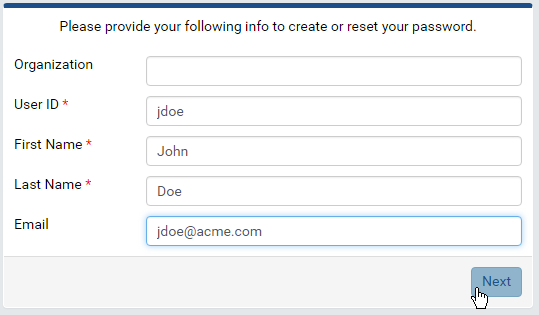 Please provide your following info to create or reset your password.
Organization
User ID * jdoe
First Name * John
Last Name * Doe
Email jdoe@acme.com
Next